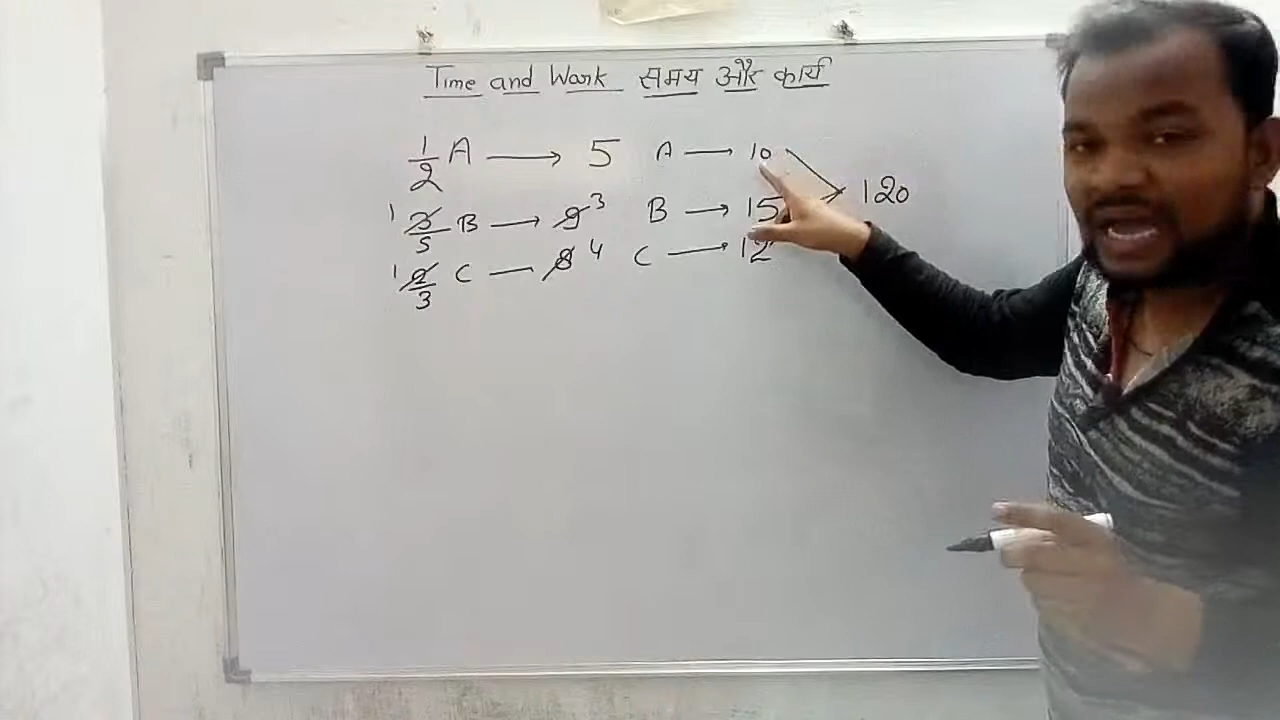 Time and Work समय और कार्य
1/2 A → 5 A → 10
120
1 3/5 B → 9 3 B → 15
1 2/3 C — 8 4 C → 12